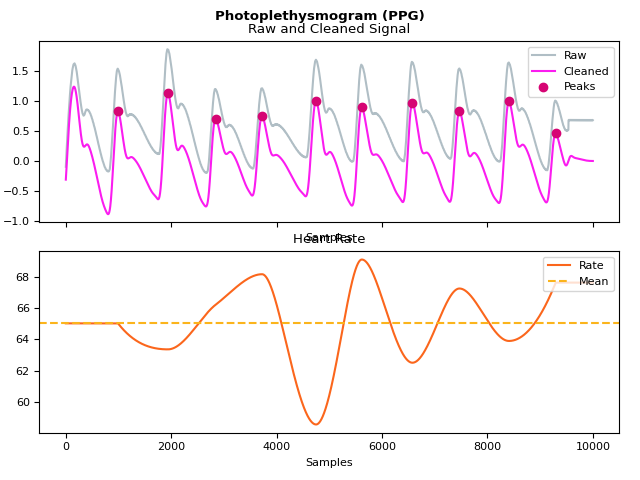 Photoplethysmogram (PPG)
Raw and Cleaned Signal
Raw
Cleaned
Peaks
1.5
1.0
0.5
0.0
−0.5
−1.0
Samples
Heart Rate
Rate
Mean
68
66
64
62
60
0 2000 4000 6000 8000 10000
Samples